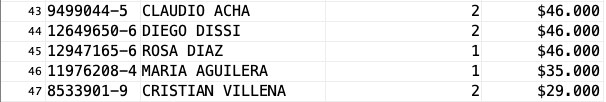 43 9499044-5 CLAUDIO ACHA 2 $46.000
44 12649650-6 DIEGO DISSI 2 $46.000
45 12947165-6 ROSA DIAZ 1 $46.000
46 11976208-4 MARIA AGUILERA 1 $35.000
47 8533901-9 CRISTIAN VILLENA 2 $29.000